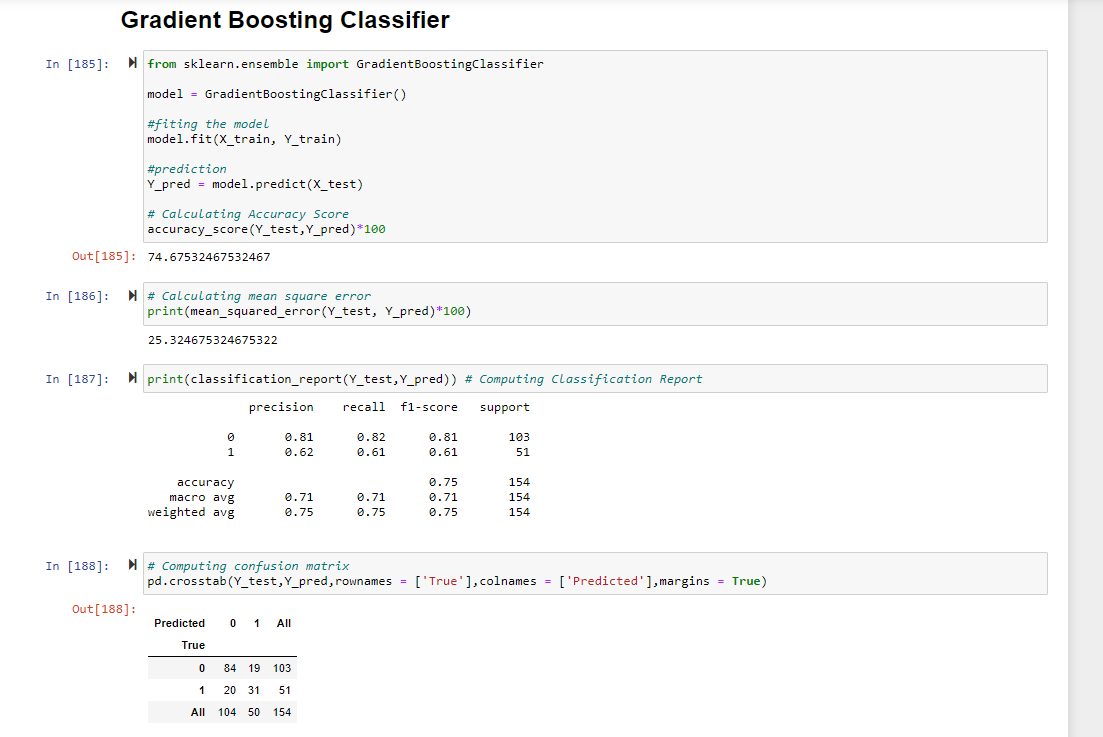 Gradient Boosting Classifier
In [185]: from sklearn.ensemble import GradientBoostingClassifier
model = GradientBoostingClassifier()
#fiting the model
model.fit(X_train, Y_train)
#prediction
Y_pred = model.predict(X_test)
# Calculating Accuracy Score
accuracy_score(Y_test,Y_pred)*100
Out[185]: 74.67532467532467
In [186]: # Calculating mean square error
print(mean_squared_error(Y_test, Y_pred)*100)
25.324675324675322
In [187]: print(classification_report(Y_test,Y_pred)) # Computing Classification Report
precision recall f1-score support
0 0.81 0.82 0.81 103
1 0.62 0.61 0.61 51
accuracy 0.75 154
macro avg 0.71 0.71 0.71 154
weighted avg 0.75 0.75 0.75 154
In [188]: # Computing confusion matrix
pd.crosstab(Y_test,Y_pred,rownames = ['True'],colnames = ['Predicted'],margins = True)
Out[188]:
Predicted 0 1 All
True
0 84 19 103
1 20 31 51
All 104 50 154